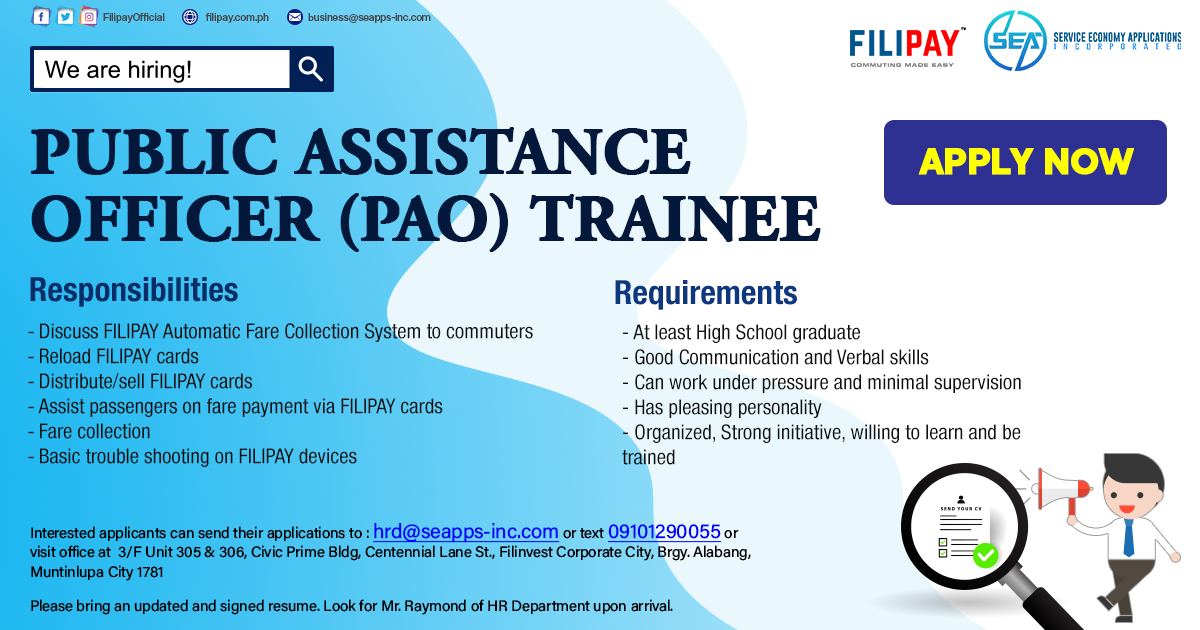 FilipayOfficial
filipay.com.ph
business@seapps-inc.com
FILIPAY™
COMMUTING MADE EASY
SEA
SERVICE ECONOMY APPLICATIONS
INCORPORATED
We are hiring!
PUBLIC ASSISTANCE
OFFICER (PAO) TRAINEE
APPLY NOW
Responsibilities
- Discuss FILIPAY Automatic Fare Collection System to commuters
- Reload FILIPAY cards
- Distribute/sell FILIPAY cards
- Assist passengers on fare payment via FILIPAY cards
- Fare collection
- Basic trouble shooting on FILIPAY devices
Requirements
- At least High School graduate
- Good Communication and Verbal skills
- Can work under pressure and minimal supervision
- Has pleasing personality
- Organized, Strong initiative, willing to learn and be
trained
SEND YOUR CV
Interested applicants can send their applications to : hrd@seapps-inc.com or text 09101290055 or
visit office at 3/F Unit 305 & 306, Civic Prime Bldg, Centennial Lane St., Filinvest Corporate City, Brgy. Alabang,
Muntinlupa City 1781
Please bring an updated and signed resume. Look for Mr. Raymond of HR Department upon arrival.